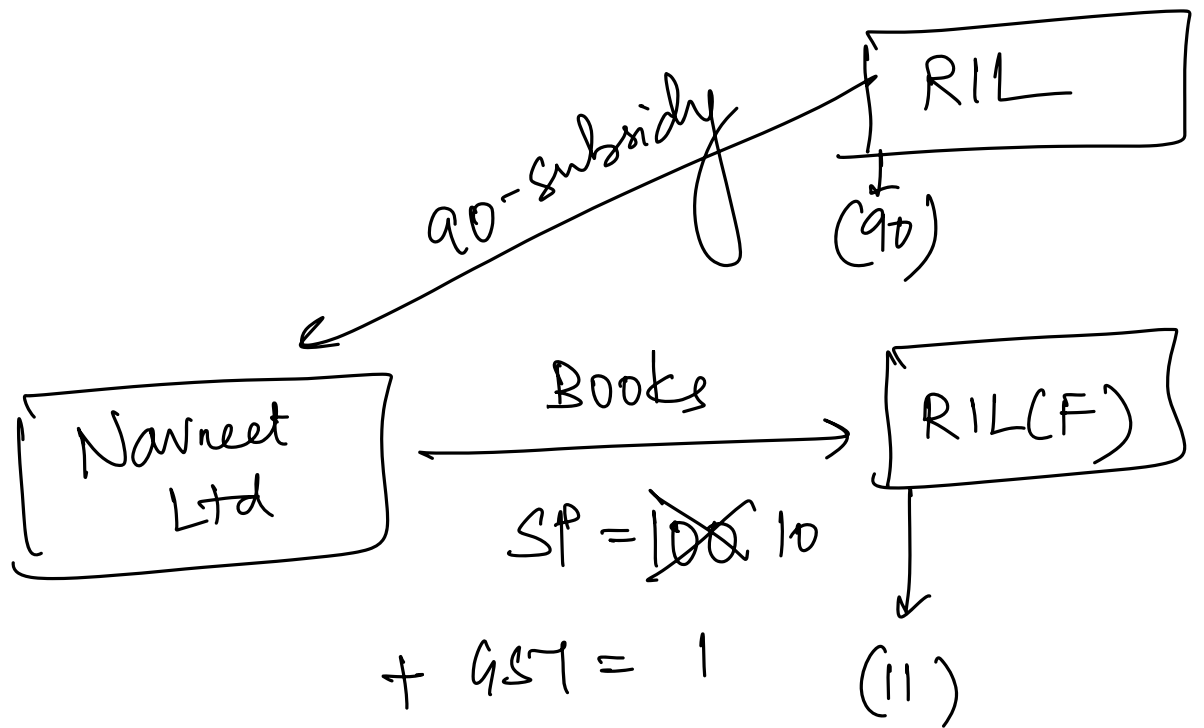 RIL
90-subsidy
(90)
Books
RIL(F)
Navneet
Ltd
SP = 100 10
+ GST = 1
(11)